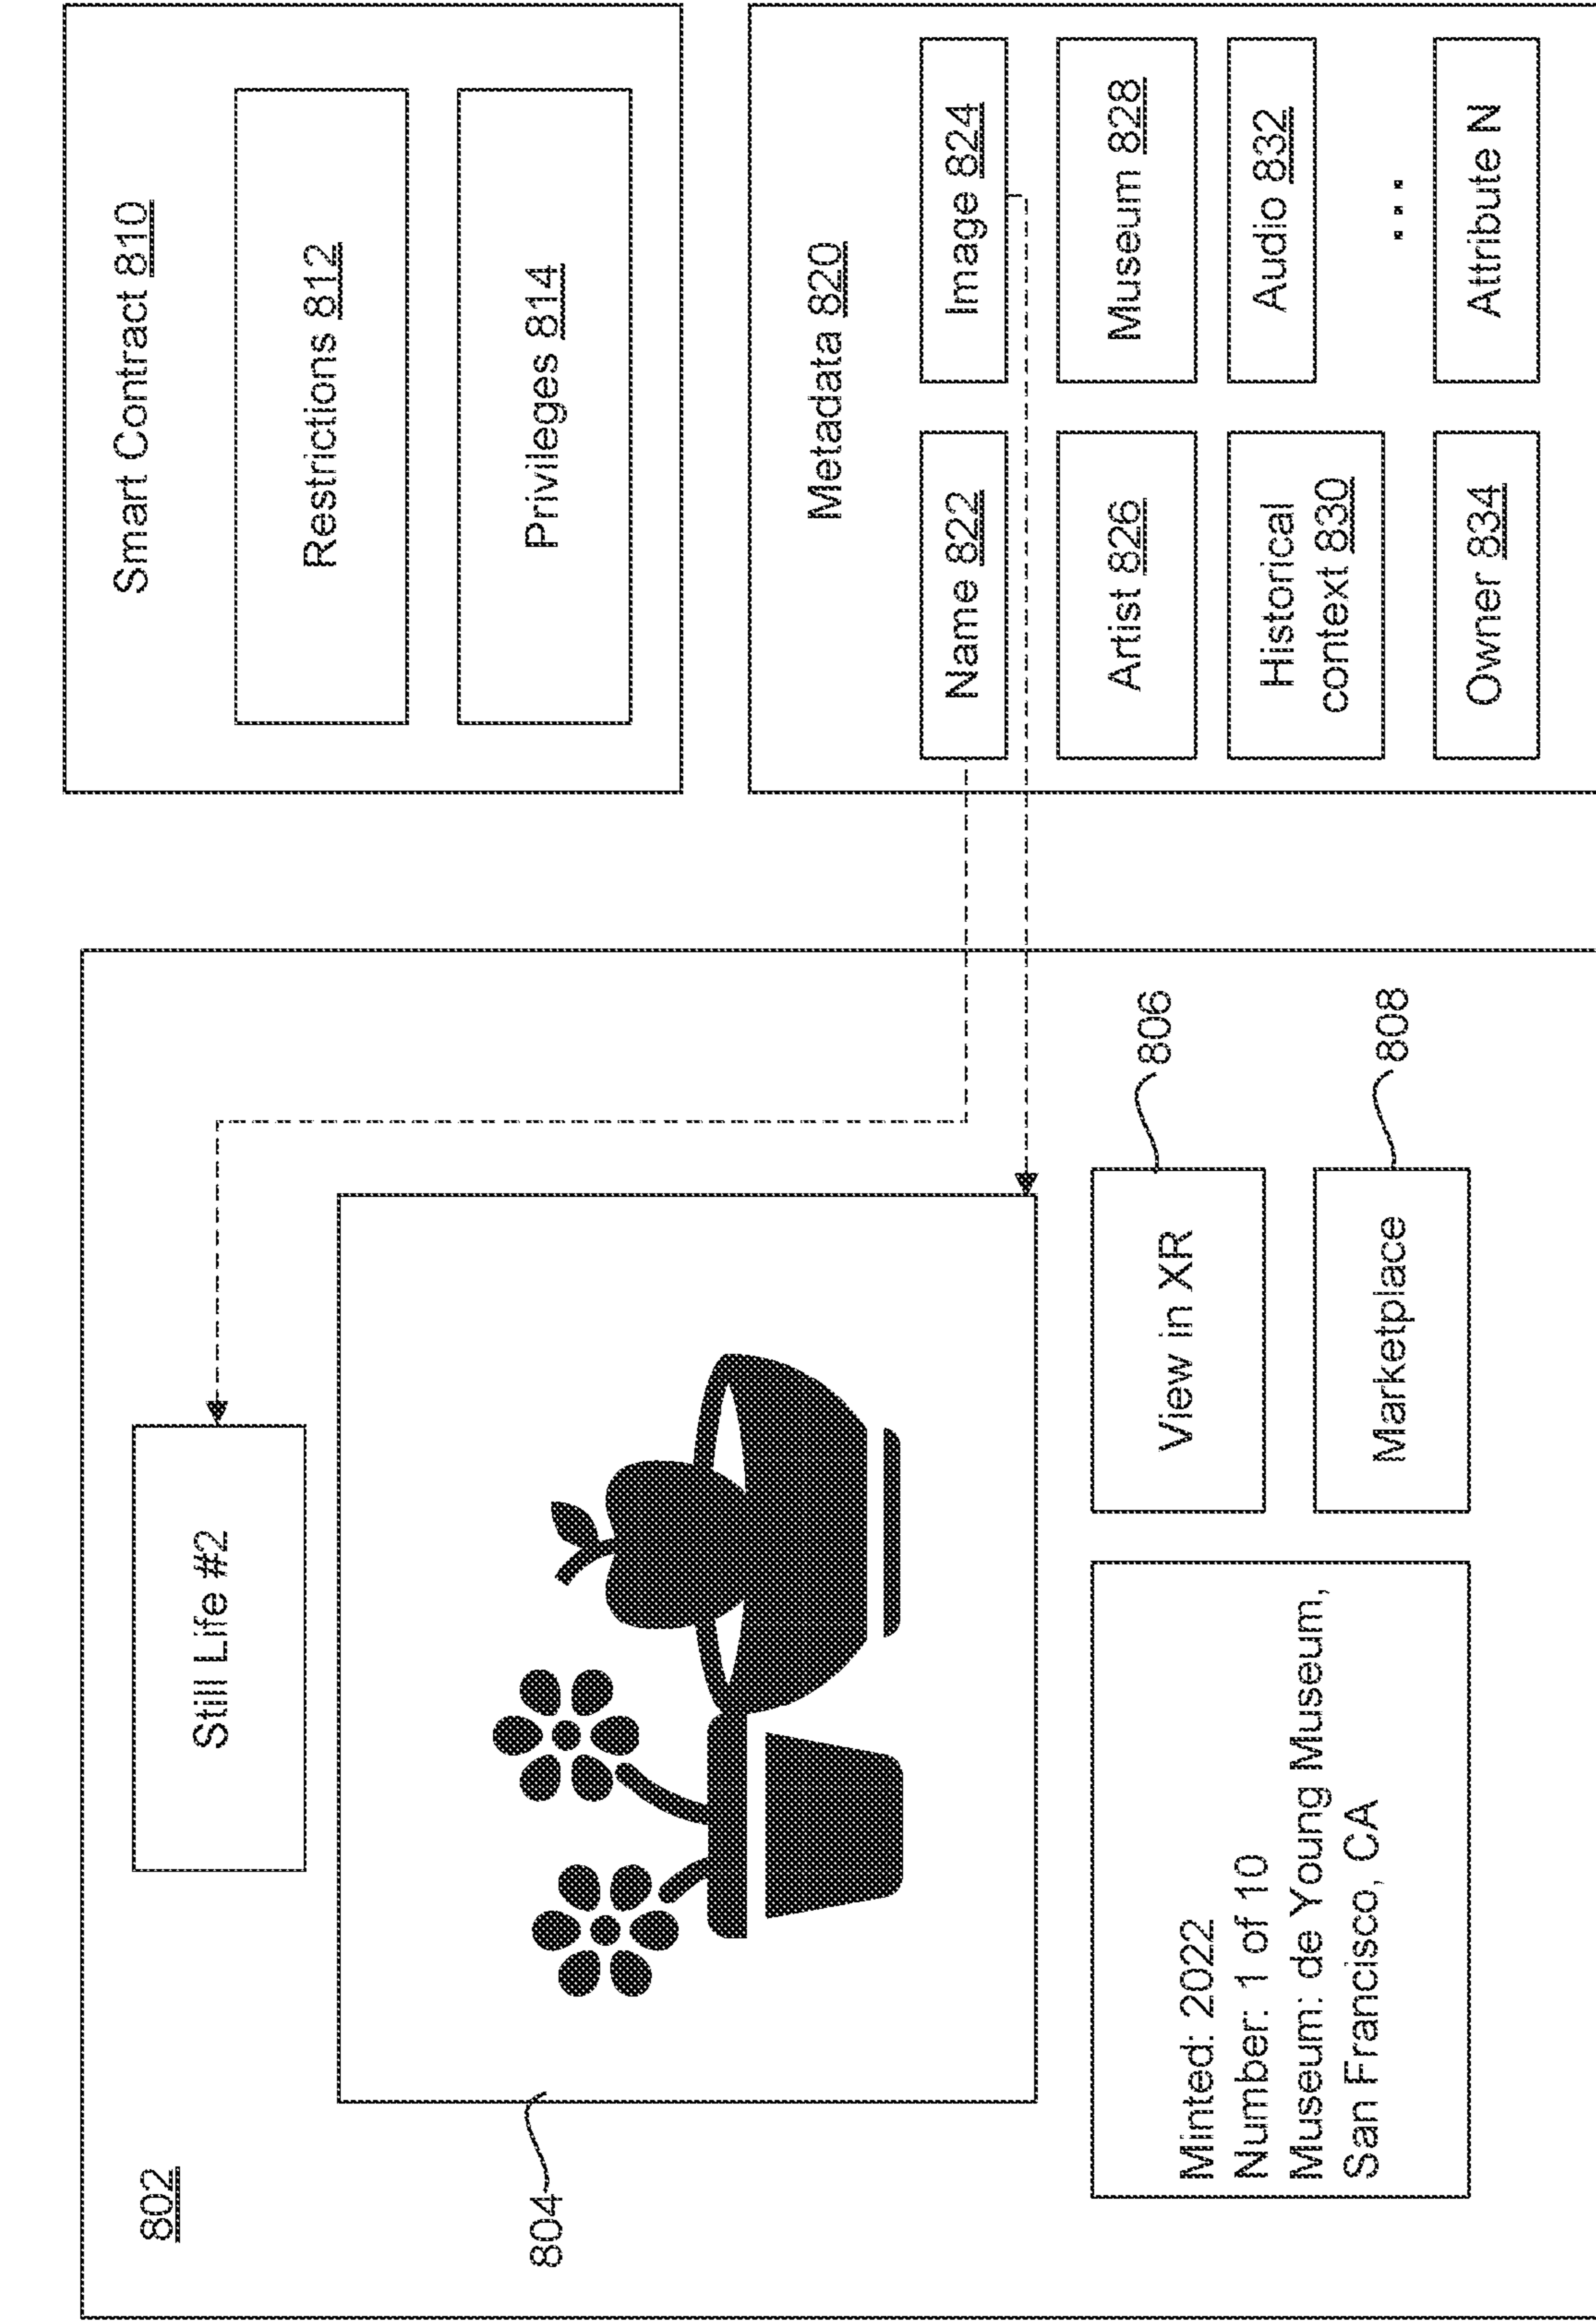 802
Still Life #2
804
Minted: 2022
Number: 1 of 10
Museum: de Young Museum,
San Francisco, CA
View in XR
806
Marketplace
808
Smart Contract 810
Restrictions 812
Privileges 814
Metadata 820
Name 822
Image 824
Artist 826
Museum 828
Historical
context 830
Audio 832
...
Owner 834
Attribute N